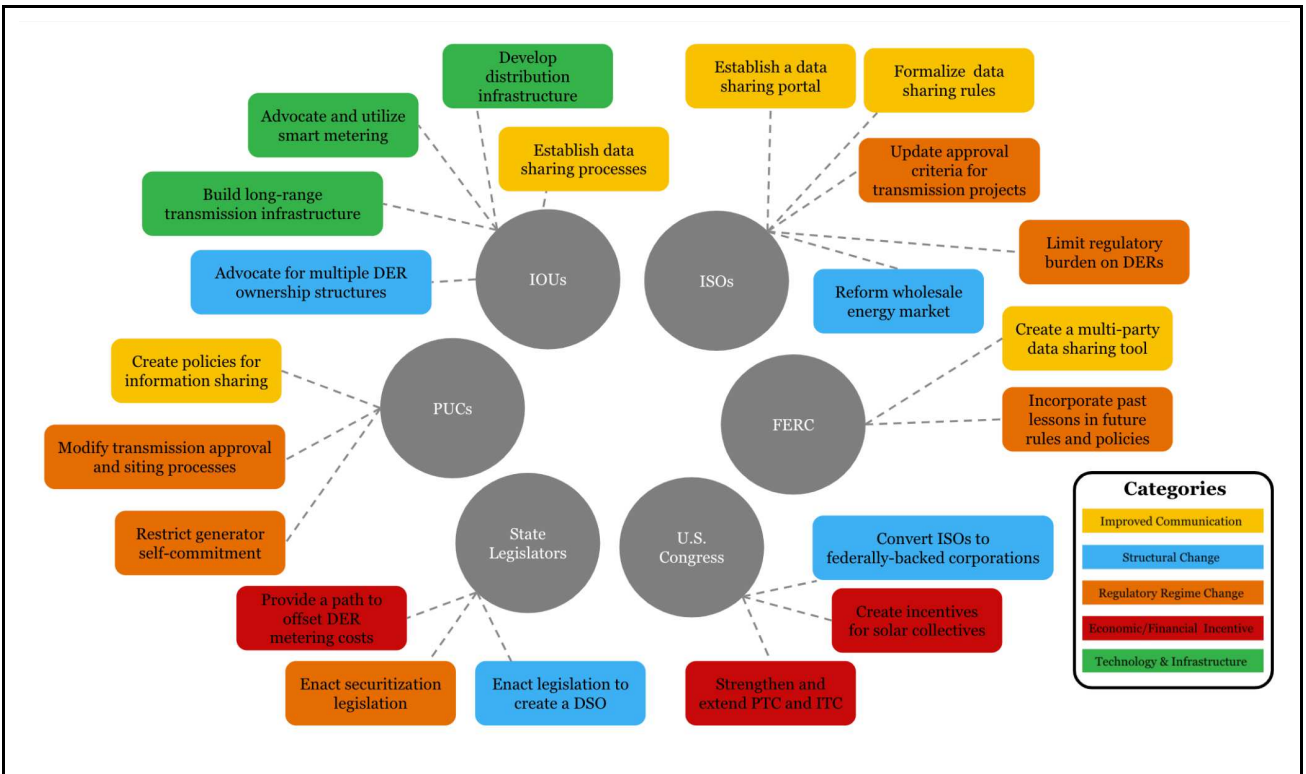 Develop
distribution
infrastructure
Advocate and utilize
smart metering
Establish data
sharing processes
Build long-range
transmission infrastructure
Advocate for multiple DER
ownership structures
IOUs
Establish a data
sharing portal
Formalize data
sharing rules
Update approval
criteria for
transmission projects
Limit regulatory
burden on DERs
Reform wholesale
energy market
ISOs
Create policies for
information sharing
Modify transmission approval
and siting processes
Restrict generator
self-commitment
PUCs
Create a multi-party
data sharing tool
Incorporate past
lessons in future
rules and policies
FERC
State
Legislators
Provide a path to
offset DER
metering costs
Enact securitization
legislation
Enact legislation to
create a DSO
U.S.
Congress
Convert ISOs to
federally-backed corporations
Create incentives
for solar collectives
Strengthen and
extend PTC and ITC
Categories
Improved Communication
Structural Change
Regulatory Regime Change
Economic/Financial Incentive
Technology & Infrastructure